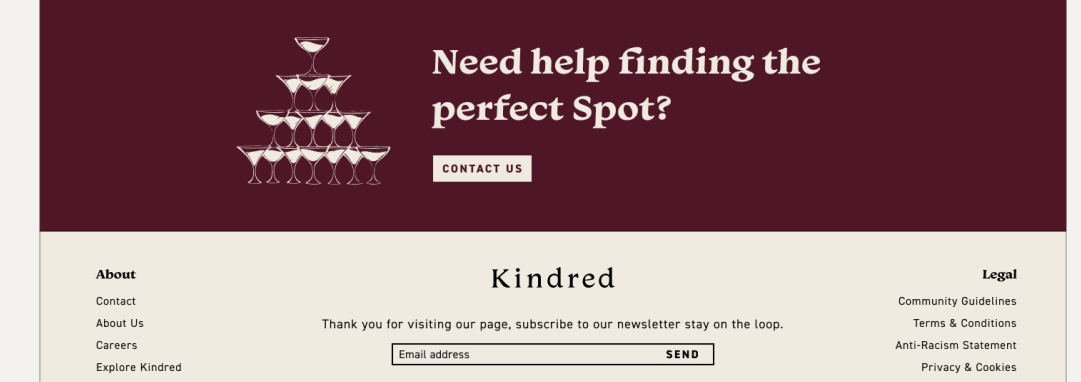 Need help finding the
perfect Spot?
CONTACT US
About
Contact
About Us
Careers
Explore Kindred
Kindred
Thank you for visiting our page, subscribe to our newsletter stay on the loop.
Email address SEND
Legal
Community Guidelines
Terms & Conditions
Anti-Racism Statement
Privacy & Cookies